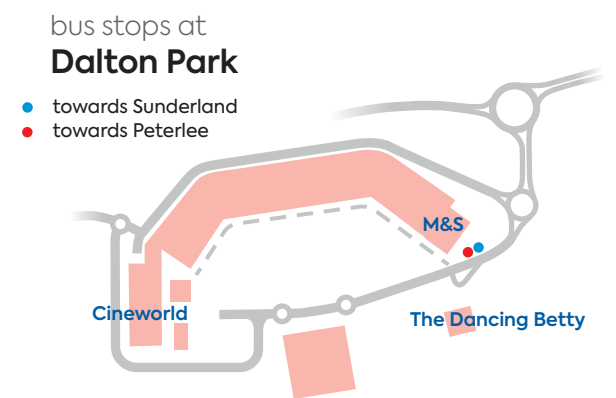 bus stops at
Dalton Park
towards Sunderland
towards Peterlee
M&S
Cineworld
The Dancing Betty